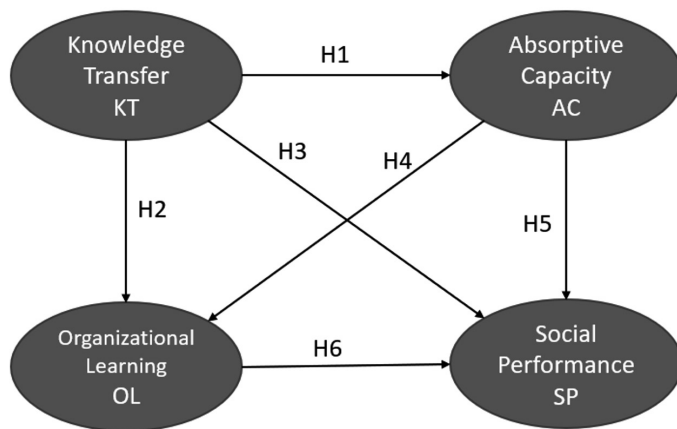 Knowledge
Transfer
KT
H1
Absorptive
Capacity
AC
H3
H4
H2
H5
Organizational
Learning
OL
H6
Social
Performance
SP